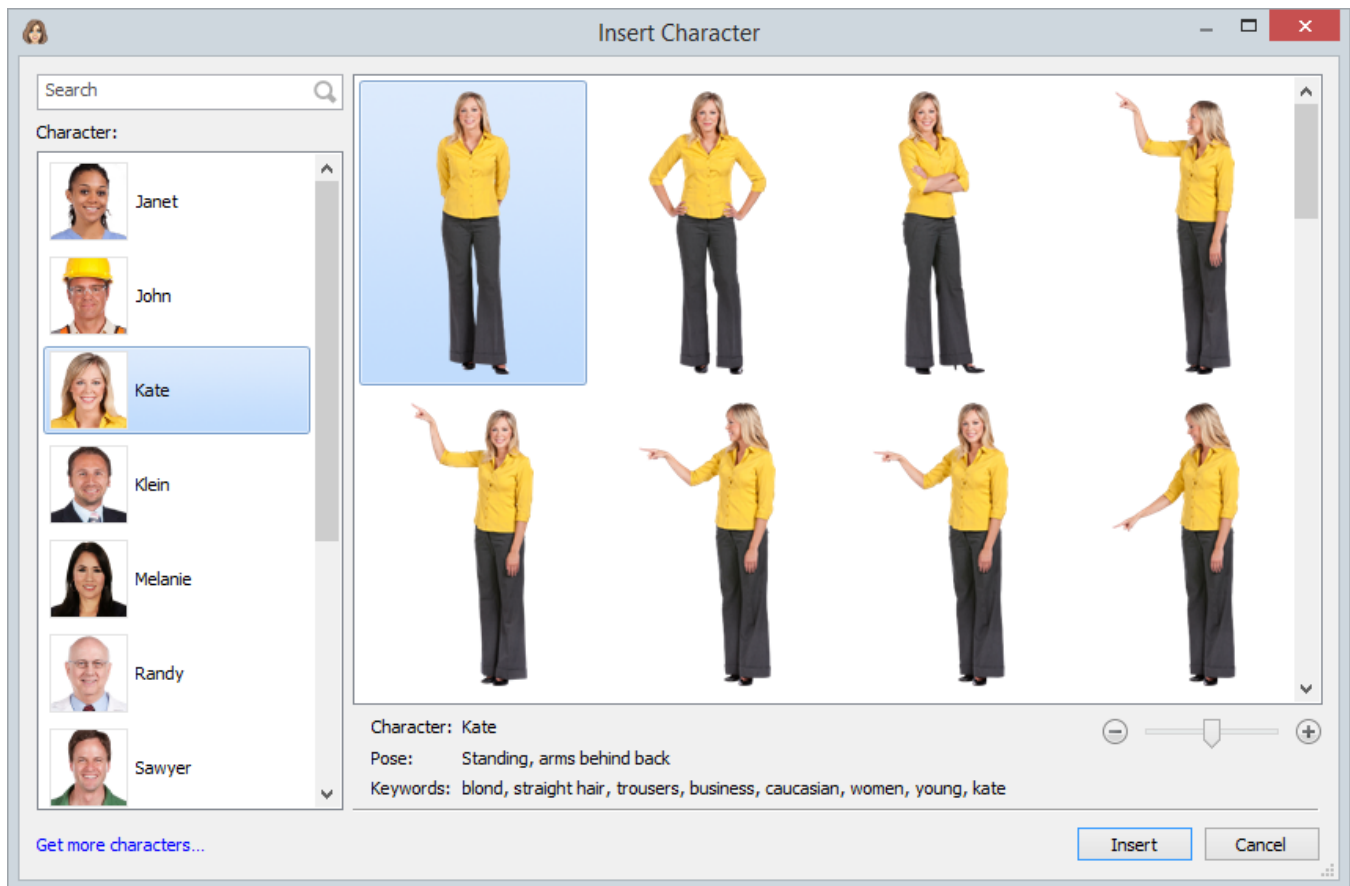 Insert Character
Search
Character:
Janet
John
Kate
Klein
Melanie
Randy
Sawyer
Character: Kate
Pose: Standing, arms behind back
Keywords: blond, straight hair, trousers, business, caucasian, women, young, kate
Get more characters...
Insert
Cancel